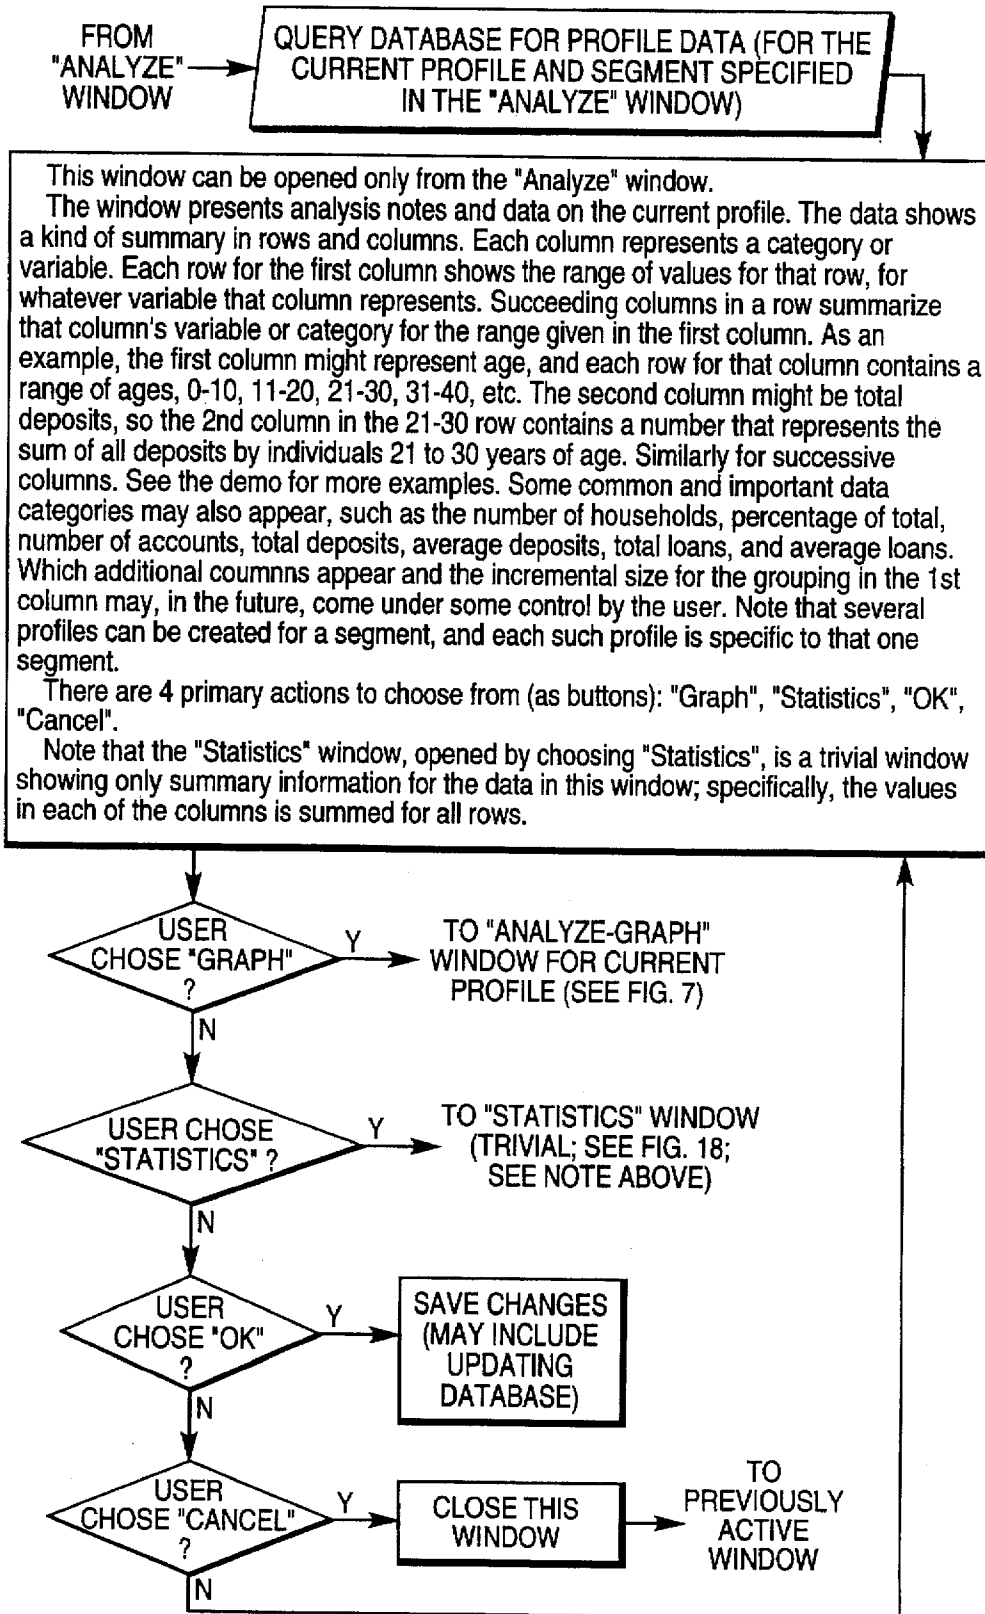 FROM
"ANALYZE"
WINDOW
QUERY DATABASE FOR PROFILE DATA (FOR THE
CURRENT PROFILE AND SEGMENT SPECIFIED
IN THE "ANALYZE" WINDOW)
This window can be opened only from the "Analyze" window.
The window presents analysis notes and data on the current profile. The data shows
a kind of summary in rows and columns. Each column represents a category or
variable. Each row for the first column shows the range of values for that row, for
whatever variable that column represents. Succeeding columns in a row summarize
that column's variable or category for the range given in the first column. As an
example, the first column might represent age, and each row for that column contains a
range of ages, 0-10, 11-20, 21-30, 31-40, etc. The second column might be total
deposits, so the 2nd column in the 21-30 row contains a number that represents the
sum of all deposits by individuals 21 to 30 years of age. Similarly for successive
columns. See the demo for more examples. Some common and important data
categories may also appear, such as the number of households, percentage of total,
number of accounts, total deposits, average deposits, total loans, and average loans.
Which additional coumnns appear and the incremental size for the grouping in the 1st
column may, in the future, come under some control by the user. Note that several
profiles can be created for a segment, and each such profile is specific to that one
segment.
There are 4 primary actions to choose from (as buttons): "Graph", "Statistics", "OK",
"Cancel".
Note that the "Statistics" window, opened by choosing "Statistics", is a trivial window
showing only summary information for the data in this window; specifically, the values
in each of the columns is summed for all rows.
USER
CHOSE "GRAPH"
?
Y
TO "ANALYZE-GRAPH"
WINDOW FOR CURRENT
PROFILE (SEE FIG. 7)
N
USER CHOSE
"STATISTICS" ?
Y
TO "STATISTICS" WINDOW
(TRIVIAL; SEE FIG. 18;
SEE NOTE ABOVE)
N
USER
CHOSE "OK"
?
Y
SAVE CHANGES
(MAY INCLUDE
UPDATING
DATABASE)
N
USER
CHOSE "CANCEL"
?
Y
CLOSE THIS
WINDOW
TO
PREVIOUSLY
ACTIVE
WINDOW
N